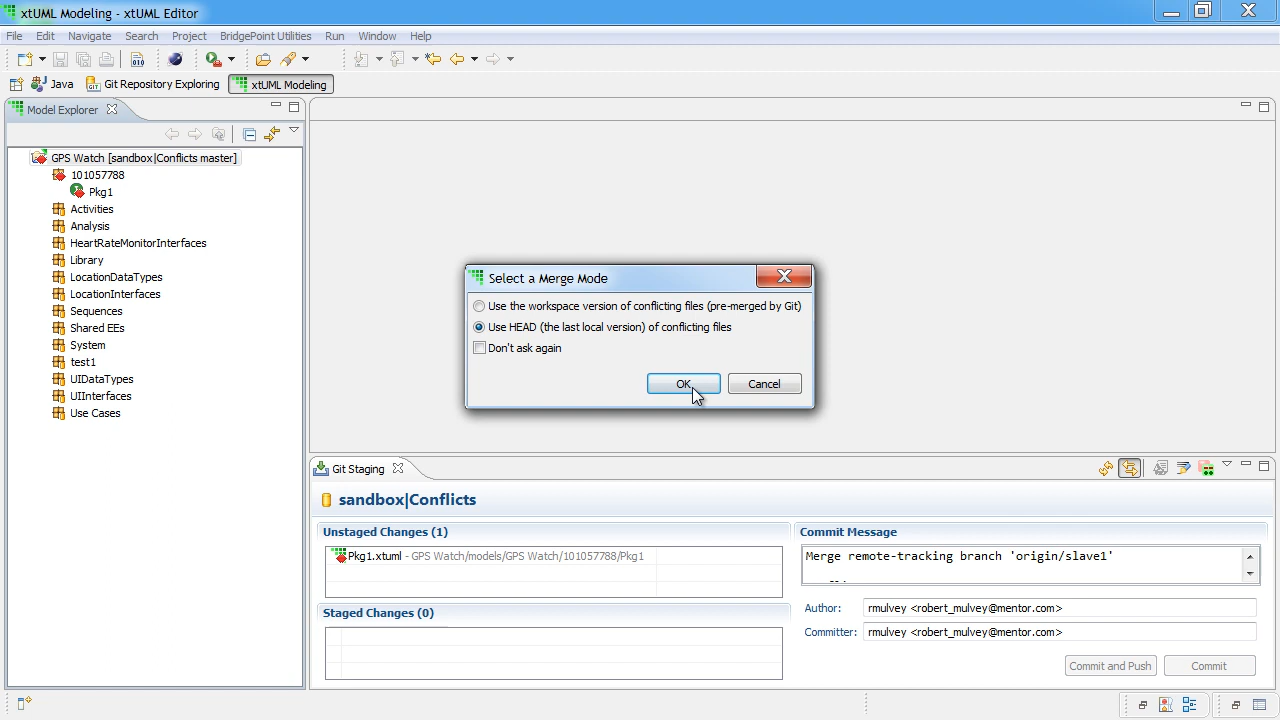 xtUML Modeling - xtUML Editor
File Edit Navigate Search Project BridgePoint Utilities Run Window Help
Java Git Repository Exploring xtUML Modeling
Model Explorer
GPS Watch [sandbox|Conflicts master]
101057788
Pkg1
Activities
Analysis
HeartRateMonitorInterfaces
Library
LocationDataTypes
LocationInterfaces
Sequences
Shared EEs
System
test1
UIDataTypes
UIInterfaces
Use Cases
Select a Merge Mode
Use the workspace version of conflicting files (pre-merged by Git)
Use HEAD (the last local version) of conflicting files
Don't ask again
OK Cancel
Git Staging
sandbox|Conflicts
Unstaged Changes (1)
Pkg1.xtuml - GPS Watch/models/GPS Watch/101057788/Pkg1
Staged Changes (0)
Commit Message
Merge remote-tracking branch 'origin/slave1'
Author: rmulvey <robert_mulvey@mentor.com>
Committer: rmulvey <robert_mulvey@mentor.com>
Commit and Push Commit